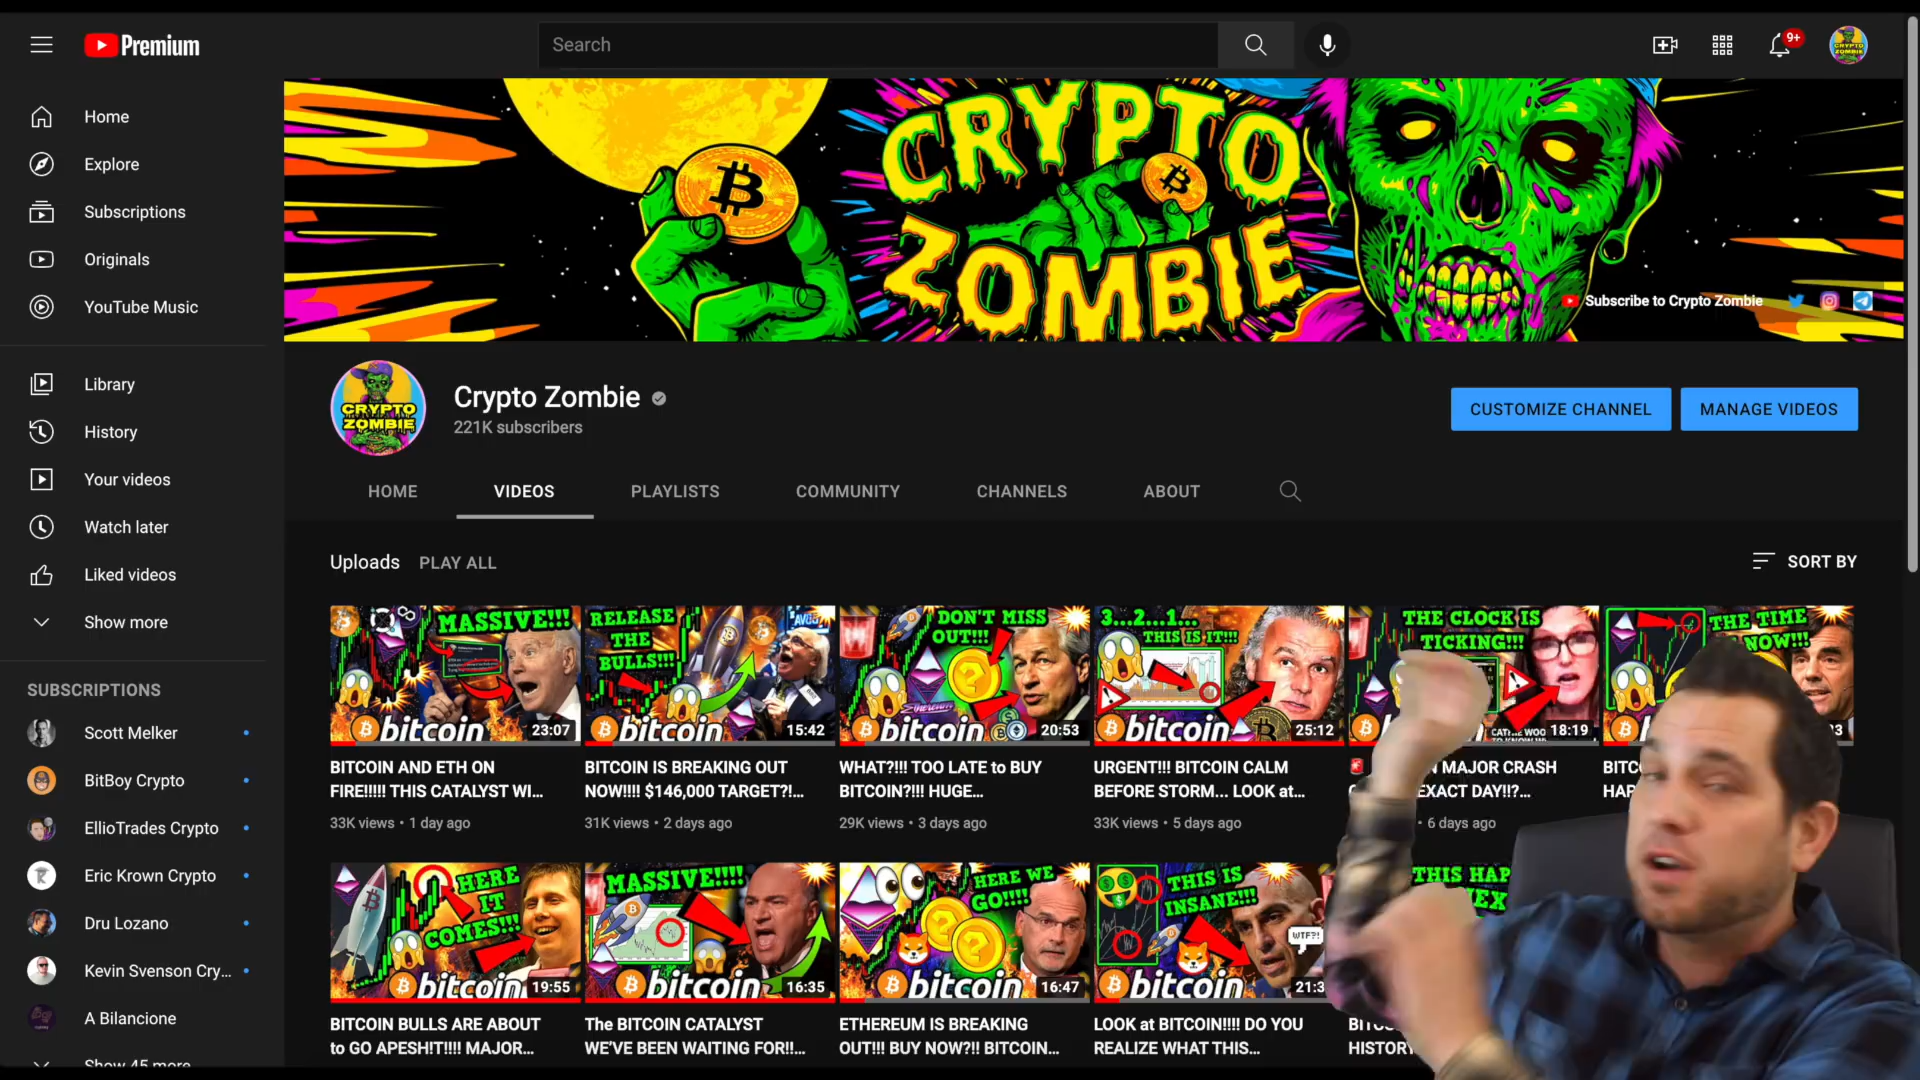 Premium
Search
9+
Home
Explore
Subscriptions
Originals
YouTube Music
Library
History
Your videos
Watch later
Liked videos
Show more
SUBSCRIPTIONS
Scott Melker
BitBoy Crypto
EllioTrades Crypto
Eric Krown Crypto
Dru Lozano
Kevin Svenson Cry...
A Bilancione
Show 45 more
CRYPTO
ZOMBIE
Subscribe to Crypto Zombie
CRYPTO
ZOMBIE
Crypto Zombie
221K subscribers
CUSTOMIZE CHANNEL
MANAGE VIDEOS
HOME
VIDEOS
PLAYLISTS
COMMUNITY
CHANNELS
ABOUT
Uploads
PLAY ALL
SORT BY
MASSIVE!!!!
bitcoin
23:07
BITCOIN AND ETH ON
FIRE!!!!! THIS CATALYST WI...
33K views • 1 day ago
RELEASE
THE
BULLS!!!
bitcoin
15:42
BITCOIN IS BREAKING OUT
NOW!!!! $146,000 TARGET?!...
31K views • 2 days ago
DON'T MISS
OUT!!!
bitcoin
20:53
WHAT?!!! TOO LATE to BUY
BITCOIN?!!! HUGE...
29K views • 3 days ago
3...2...1...
THIS IS IT!!!
bitcoin
25:12
URGENT!!! BITCOIN CALM
BEFORE STORM... LOOK at...
33K views • 5 days ago
THE CLOCK IS
TICKING!!!
18:19
MAJOR CRASH
EXACT DAY!!?...
• 6 days ago
THE TIME
NOW!!!
HERE
IT
COMES!!!
bitcoin
19:55
BITCOIN BULLS ARE ABOUT
to GO APESH!T!!!! MAJOR...
MASSIVE!!!!
bitcoin
16:35
The BITCOIN CATALYST
WE'VE BEEN WAITING FOR!!...
HERE WE
GO!!!!
bitcoin
16:47
ETHEREUM IS BREAKING
OUT!!! BUY NOW?!! BITCOIN...
THIS IS
INSANE!!!
WTF?!
bitcoin
LOOK at BITCOIN!!!! DO YOU
REALIZE WHAT THIS...
THIS